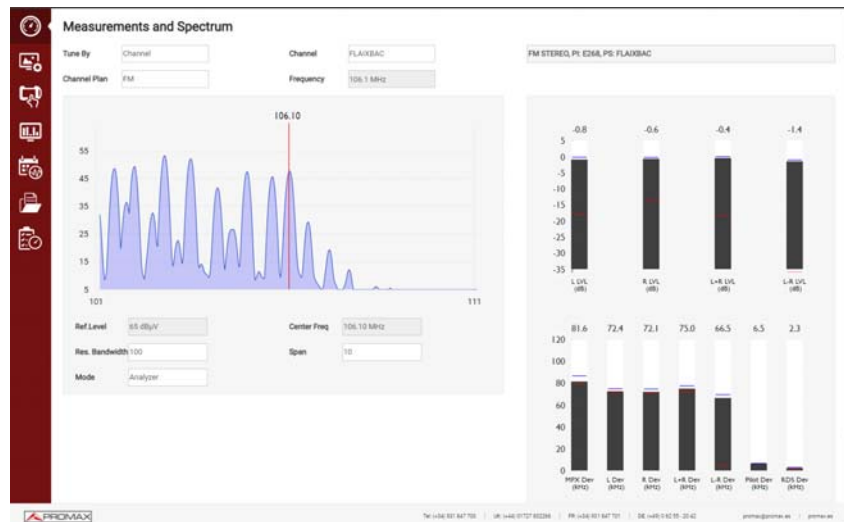 Measurements and Spectrum
Tune By Channel Channel FLAIXBAC FM STEREO, PI: E268, PS: FLAIXBAC
Channel Plan FM Frequency 106.1 MHz
106.10
55
45
35
25
15
5
101 111
Ref.Level 65 dBµV Center Freq 106.10 MHz
Res. Bandwidth 100 Span 10
Mode Analyzer
-0.8 -0.6 -0.4 -1.4
5
0
-5
-10
-15
-20
-25
-30
-35
L LVL (dB) R LVL (dB) L+R LVL (dB) L-R LVL (dB)
81.6 72.4 72.1 75.0 66.5 6.5 2.3
120
100
80
60
40
20
0
MPX Dev (kHz) L Dev (kHz) R Dev (kHz) L+R Dev (kHz) L-R Dev (kHz) Pilot Dev (kHz) RDS Dev (kHz)
PROMAX
promax@promax.es | promax.es